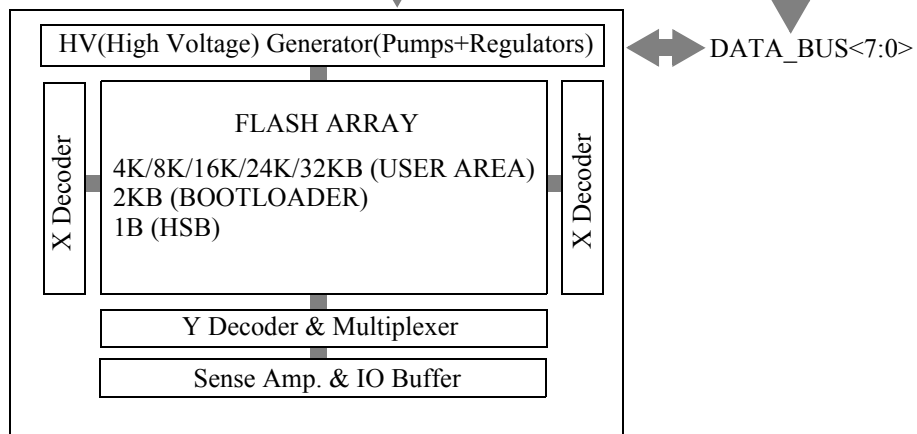 HV(High Voltage) Generator(Pumps+Regulators)
DATA_BUS<7:0>
X Decoder
FLASH ARRAY
4K/8K/16K/24K/32KB (USER AREA)
2KB (BOOTLOADER)
1B (HSB)
X Decoder
Y Decoder & Multiplexer
Sense Amp. & IO Buffer